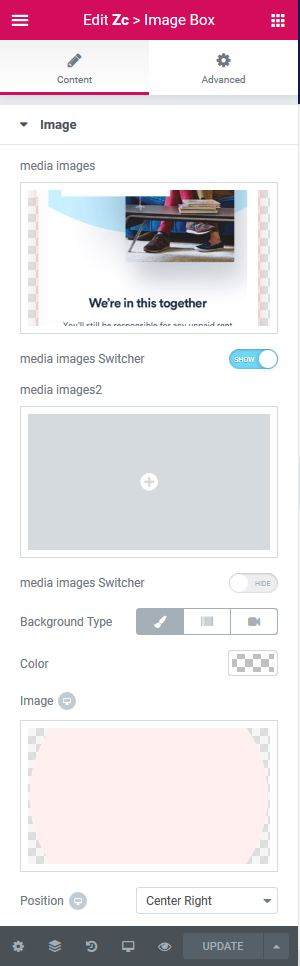 Edit Zc > Image Box
Content
Advanced
Image
media images
We're in this together
You'll still be responsible for any unpaid rent
media images Switcher
SHOW
media images2
media images Switcher
HIDE
Background Type
Color
Image
Position
Center Right
UPDATE